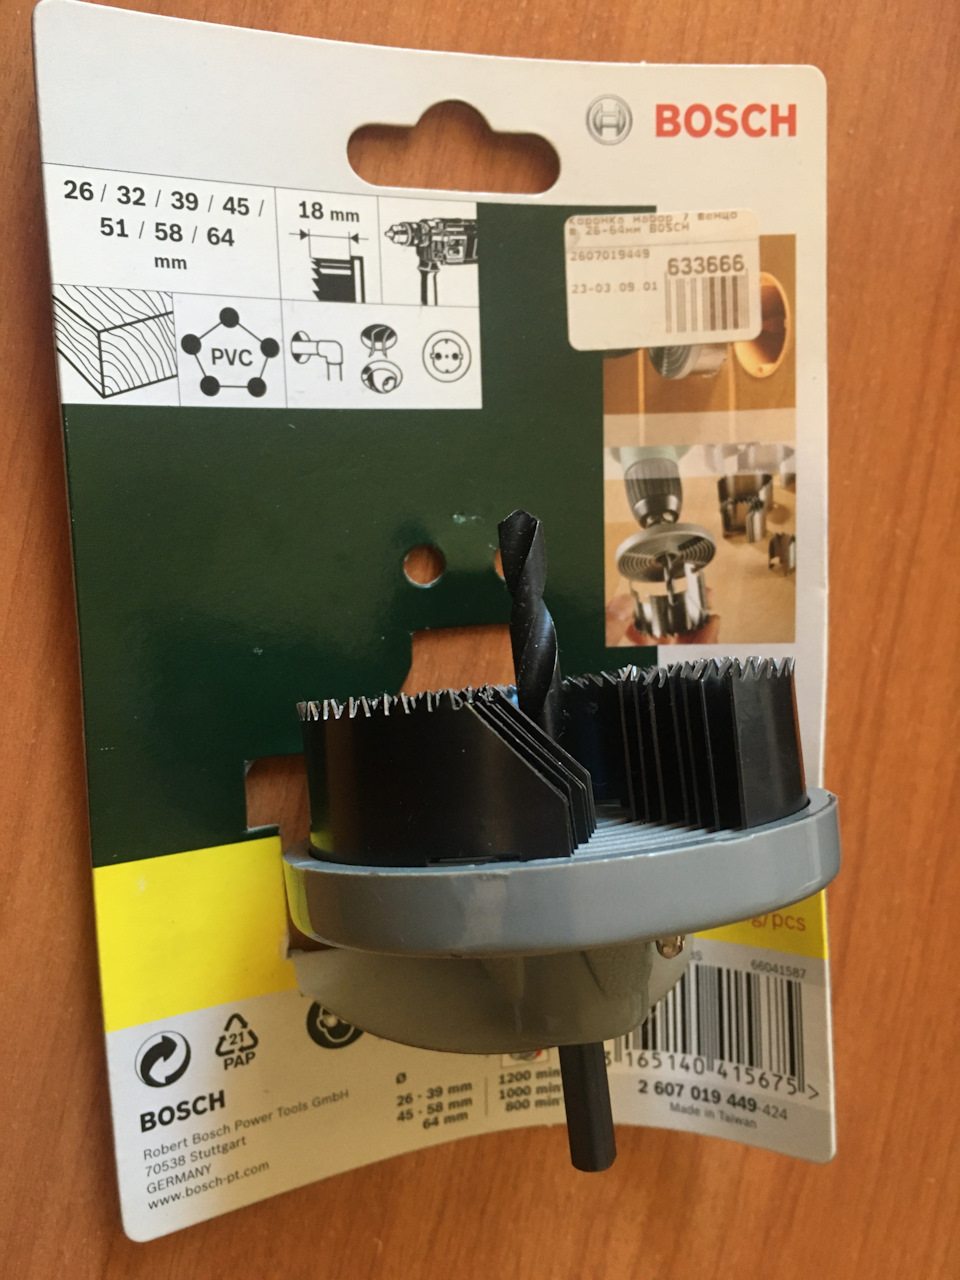 BOSCH
26 / 32 / 39 / 45 /
51 / 58 / 64
mm
18 mm
PVC
Коронка набор 7 венцо
в 26-64мм BOSCH
2607019449
633666
23-03.09.01
g/pcs
66041587
21
PAP
BOSCH
Robert Bosch Power Tools GmbH
70538 Stuttgart
GERMANY
www.bosch-pt.com
ø
26 - 39 mm
45 - 58 mm
64 mm
1200 min
1000 min
800 min
3 165140 415675 >
2 607 019 449-424
Made in Taiwan